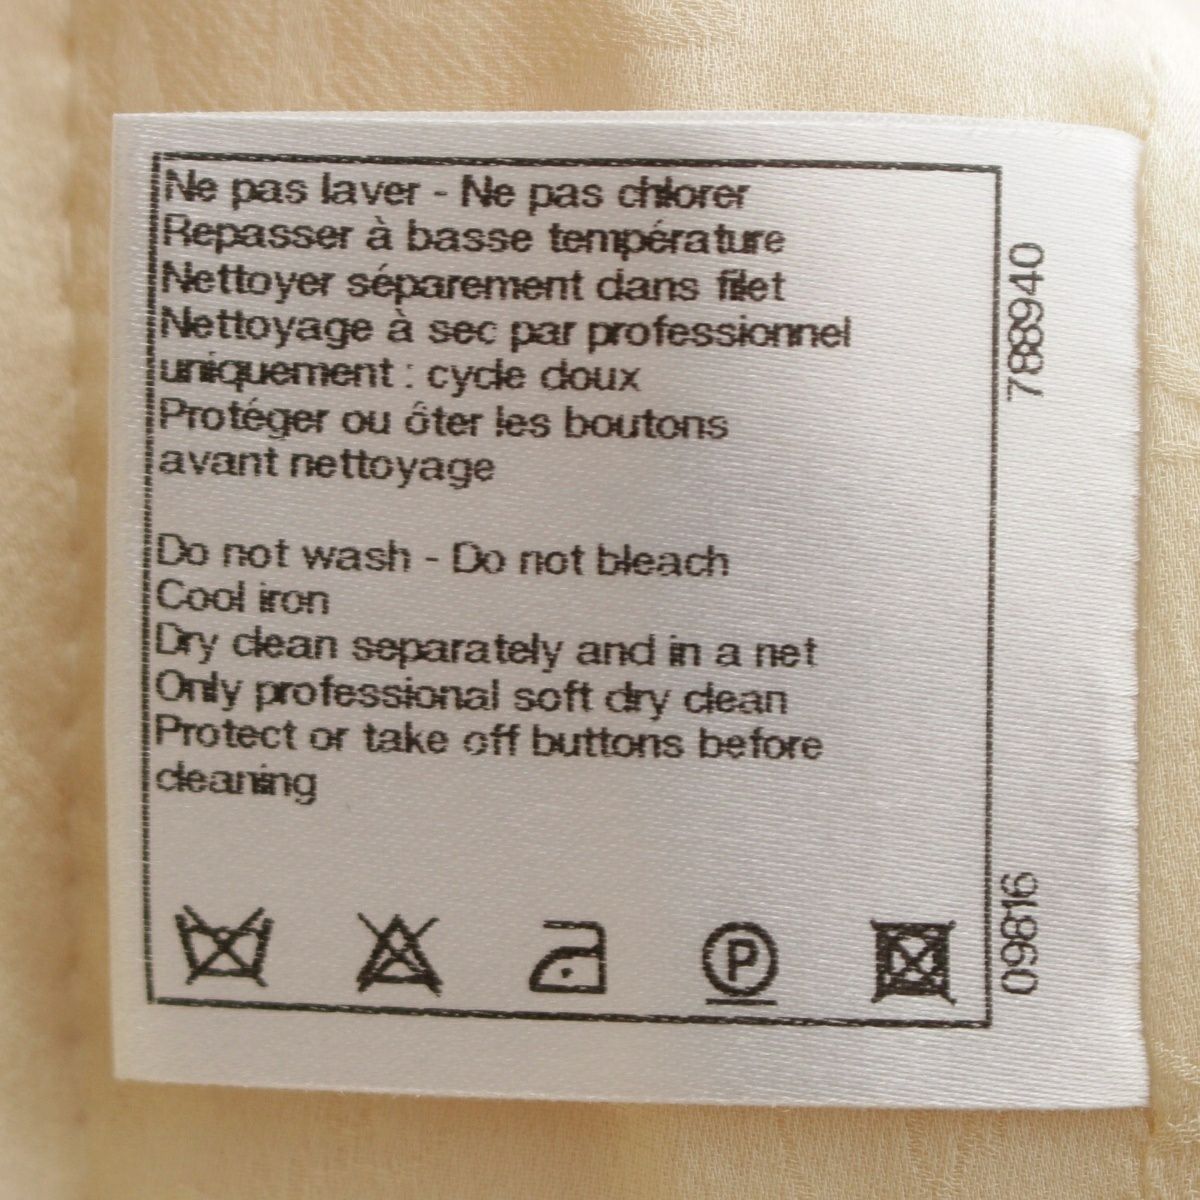 Ne pas laver - Ne pas chlorer
Repasser à basse température
Nettoyer séparement dans filet
Nettoyage à sec par professionnel
uniquement : cycle doux
Protéger ou ôter les boutons
avant nettoyage
Do not wash - Do not bleach
Cool iron
Dry clean separately and in a net
Only professional soft dry clean
Protect or take off buttons before
cleaning
P
788940
09816